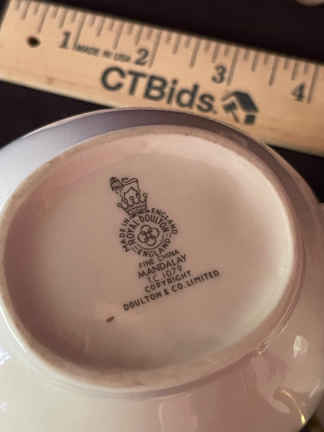 1 MADE IN USA 2 3 4
CTBids.
MADE IN ENGLAND
ROYAL DOULTON
ENGLAND
FINE CHINA
MANDALAY
T.C.1079
COPYRIGHT
DOULTON & CO. LIMITED